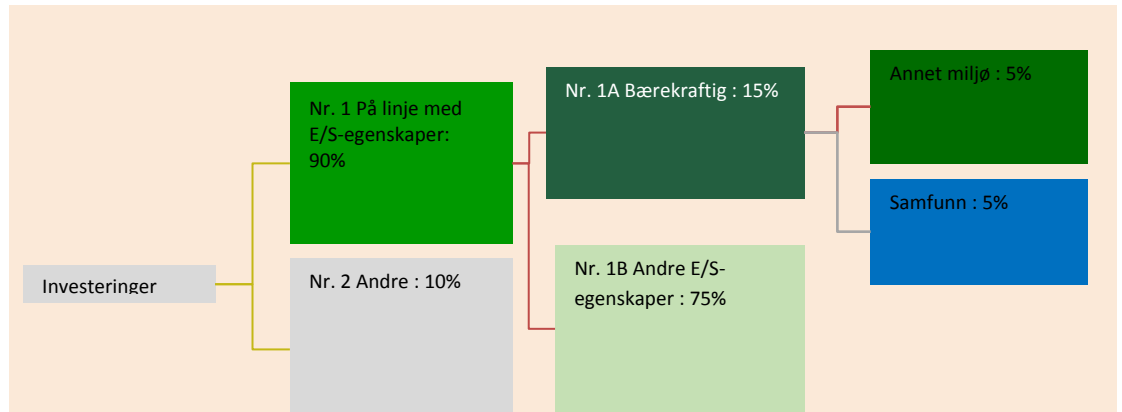 Investeringer
Nr. 1 På linje med
E/S-egenskaper:
90%
Nr. 2 Andre : 10%
Nr. 1A Bærekraftig : 15%
Nr. 1B Andre E/S-
egenskaper : 75%
Annet miljø : 5%
Samfunn : 5%